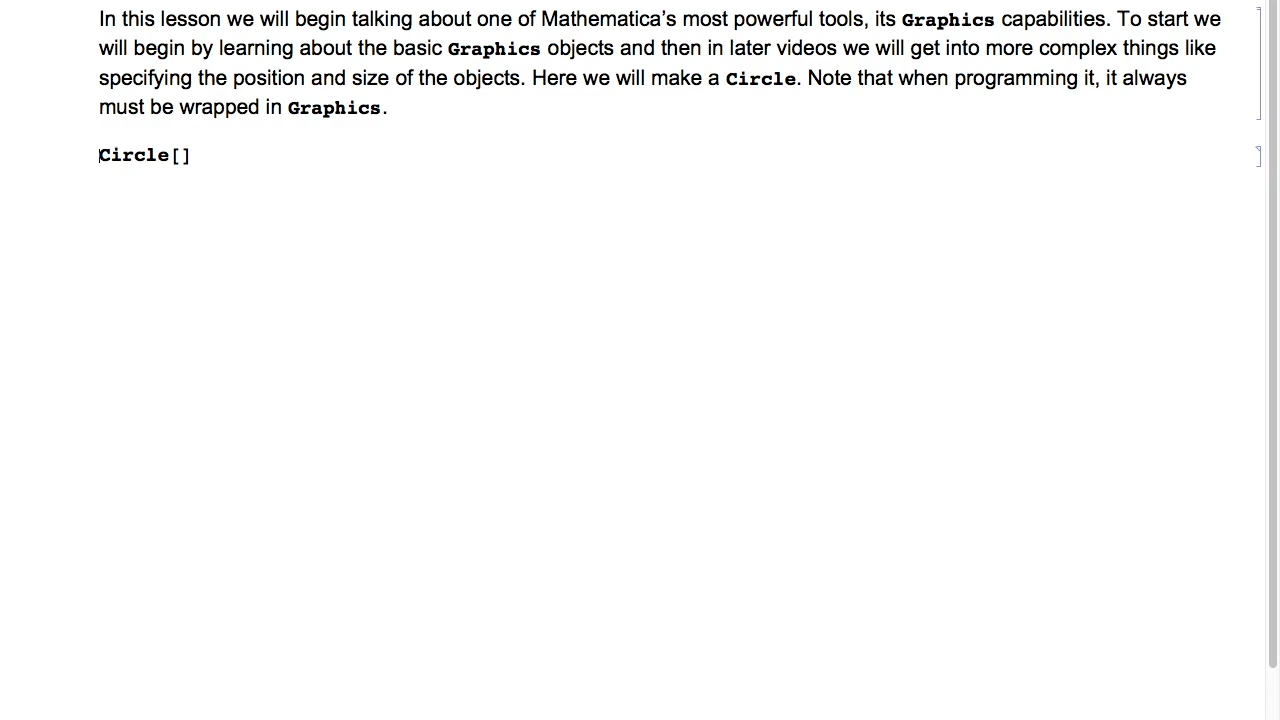 In this lesson we will begin talking about one of Mathematica’s most powerful tools, its Graphics capabilities. To start we
will begin by learning about the basic Graphics objects and then in later videos we will get into more complex things like
specifying the position and size of the objects. Here we will make a Circle. Note that when programming it, it always
must be wrapped in Graphics.
Circle[]